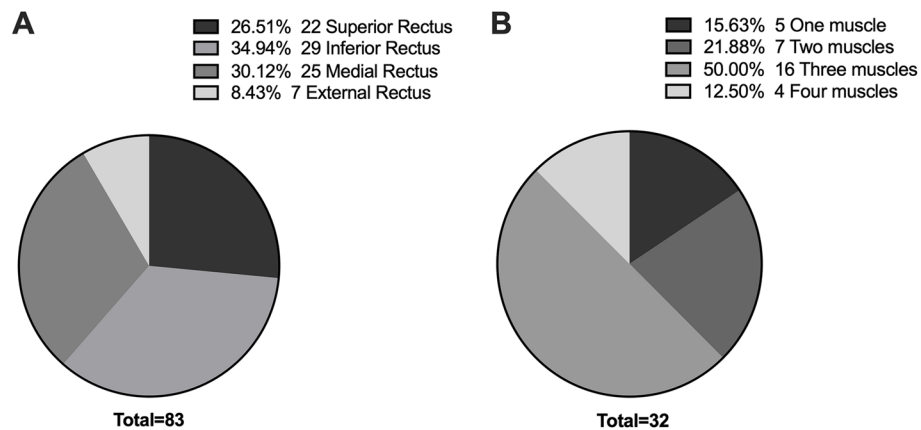 A
26.51% 22 Superior Rectus
34.94% 29 Inferior Rectus
30.12% 25 Medial Rectus
8.43% 7 External Rectus
Total=83
B
15.63% 5 One muscle
21.88% 7 Two muscles
50.00% 16 Three muscles
12.50% 4 Four muscles
Total=32